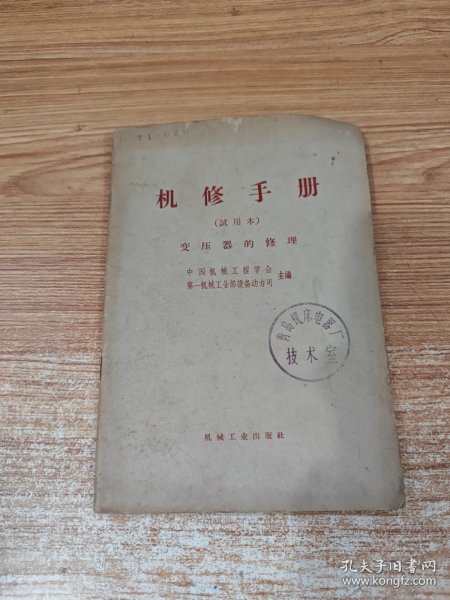 机修手册
(試用本)
变压器的修理
中国机械工程学会
第一机械工业部設备动力司
主編
青岛机床电器厂
技术室
机械工业出版社
孔夫子旧书网
www.kongfz.com